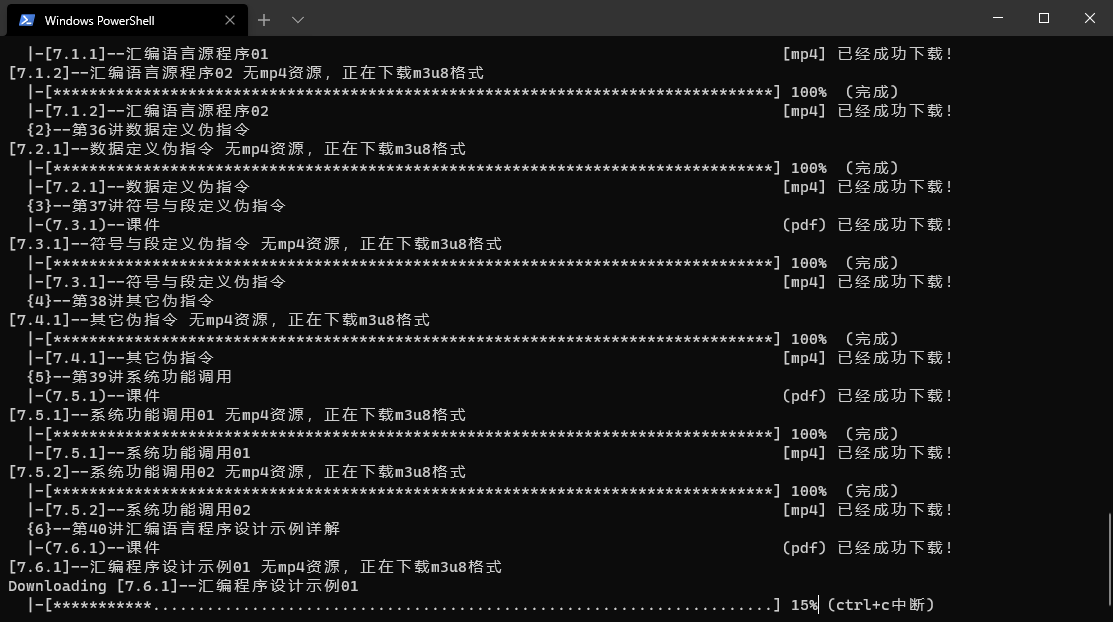 Windows PowerShell
|-[7.1.1]--汇编语言源程序01 [mp4] 已经成功下载!
[7.1.2]--汇编语言源程序02 无mp4资源，正在下载m3u8格式
|-[********************************************************************************] 100% （完成）
|-[7.1.2]--汇编语言源程序02 [mp4] 已经成功下载!
{2}--第36讲数据定义伪指令
[7.2.1]--数据定义伪指令 无mp4资源，正在下载m3u8格式
|-[********************************************************************************] 100% （完成）
|-[7.2.1]--数据定义伪指令 [mp4] 已经成功下载!
{3}--第37讲符号与段定义伪指令
|-(7.3.1)--课件 (pdf) 已经成功下载!
[7.3.1]--符号与段定义伪指令 无mp4资源，正在下载m3u8格式
|-[********************************************************************************] 100% （完成）
|-[7.3.1]--符号与段定义伪指令 [mp4] 已经成功下载!
{4}--第38讲其它伪指令
[7.4.1]--其它伪指令 无mp4资源，正在下载m3u8格式
|-[********************************************************************************] 100% （完成）
|-[7.4.1]--其它伪指令 [mp4] 已经成功下载!
{5}--第39讲系统功能调用
|-(7.5.1)--课件 (pdf) 已经成功下载!
[7.5.1]--系统功能调用01 无mp4资源，正在下载m3u8格式
|-[********************************************************************************] 100% （完成）
|-[7.5.1]--系统功能调用01 [mp4] 已经成功下载!
[7.5.2]--系统功能调用02 无mp4资源，正在下载m3u8格式
|-[********************************************************************************] 100% （完成）
|-[7.5.2]--系统功能调用02 [mp4] 已经成功下载!
{6}--第40讲汇编语言程序设计示例详解
|-(7.6.1)--课件 (pdf) 已经成功下载!
[7.6.1]--汇编程序设计示例01 无mp4资源，正在下载m3u8格式
Downloading [7.6.1]--汇编程序设计示例01
|-[***********.....................................................................] 15% (ctrl+c中断)